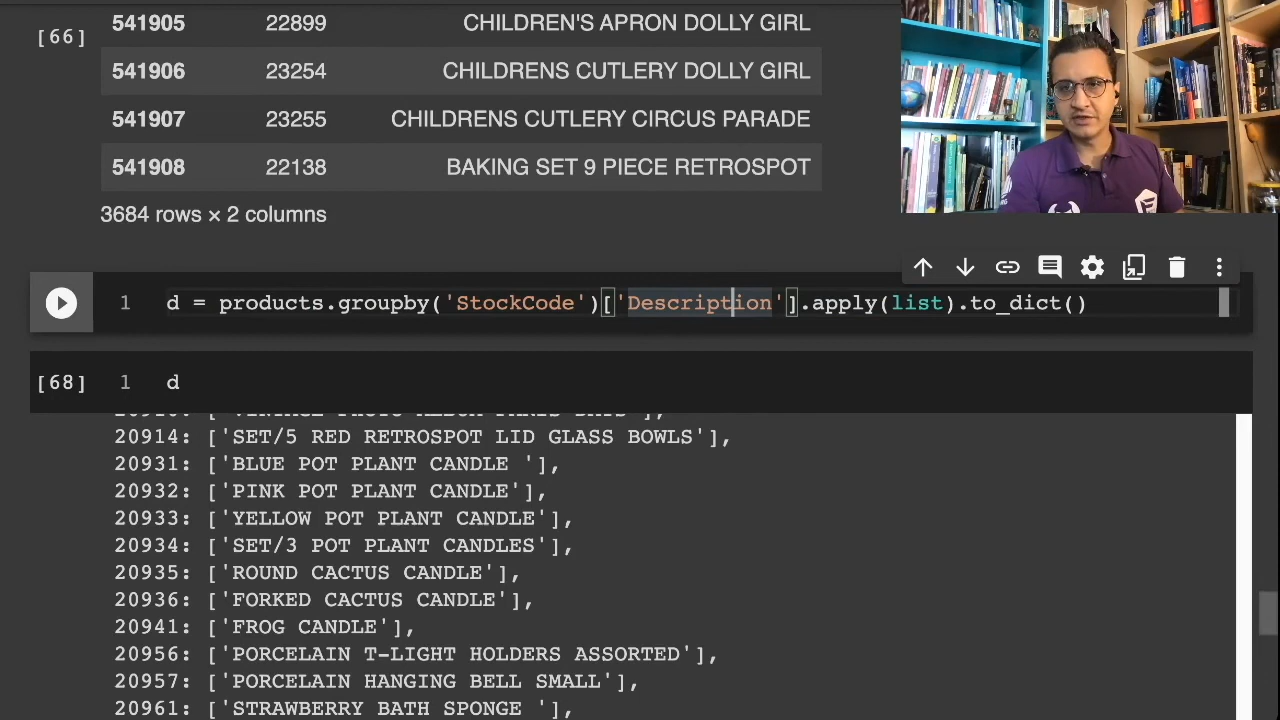 541905 22899 CHILDREN'S APRON DOLLY GIRL
[66]
541906 23254 CHILDRENS CUTLERY DOLLY GIRL
541907 23255 CHILDRENS CUTLERY CIRCUS PARADE
541908 22138 BAKING SET 9 PIECE RETROSPOT
3684 rows × 2 columns
1 d = products.groupby('StockCode')['Description'].apply(list).to_dict()
[68] 1 d
20914: ['SET/5 RED RETROSPOT LID GLASS BOWLS'],
20931: ['BLUE POT PLANT CANDLE '],
20932: ['PINK POT PLANT CANDLE'],
20933: ['YELLOW POT PLANT CANDLE'],
20934: ['SET/3 POT PLANT CANDLES'],
20935: ['ROUND CACTUS CANDLE'],
20936: ['FORKED CACTUS CANDLE'],
20941: ['FROG CANDLE'],
20956: ['PORCELAIN T-LIGHT HOLDERS ASSORTED'],
20957: ['PORCELAIN HANGING BELL SMALL'],
20961: ['STRAWBERRY BATH SPONGE '],